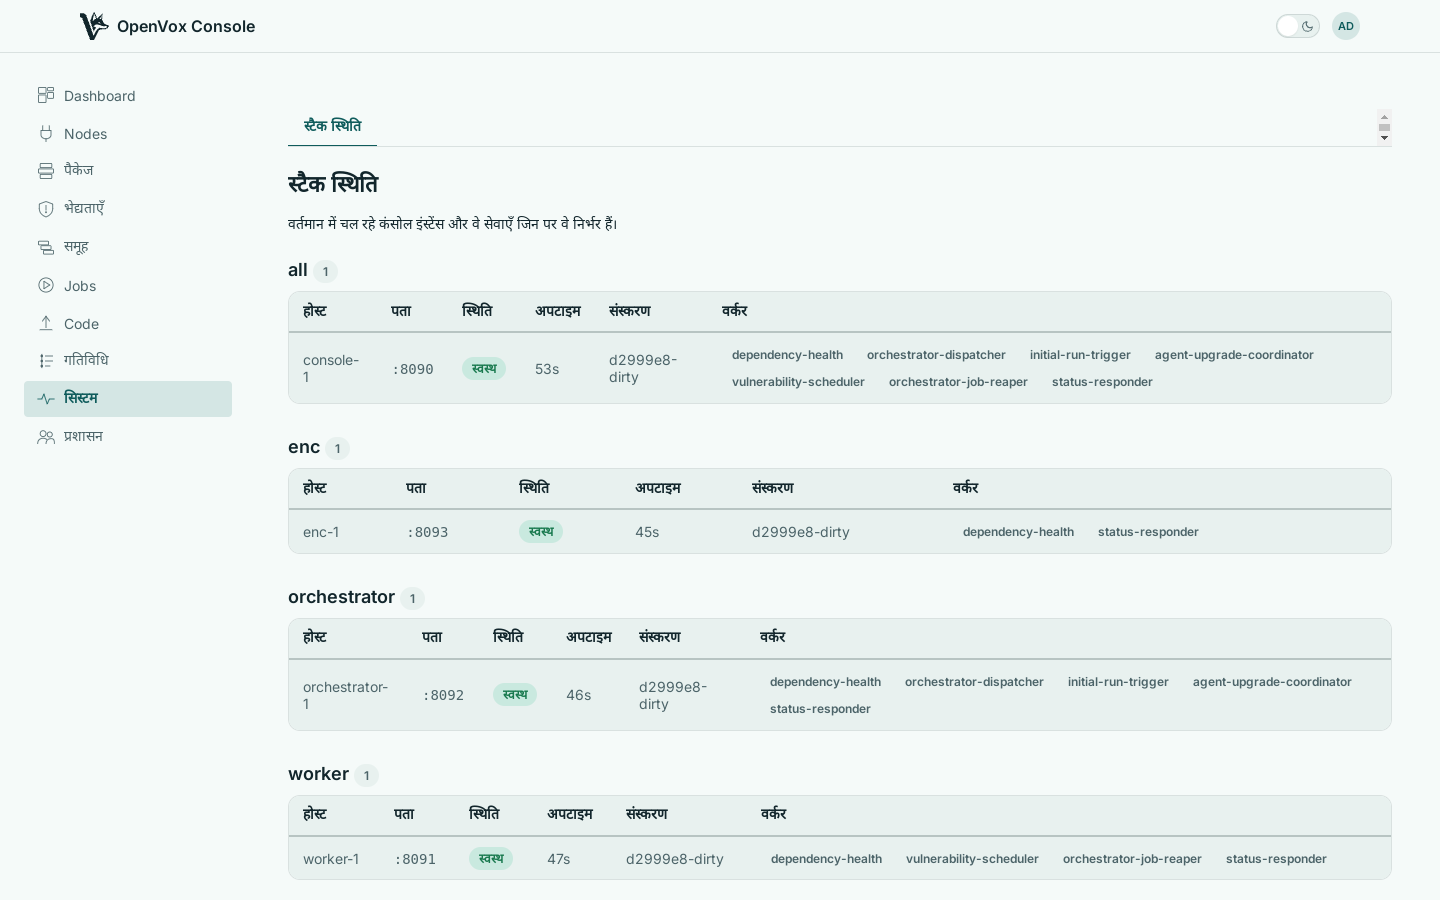 OpenVox Console
AD
Dashboard
Nodes
पैकेज
भेद्यताएँ
समूह
Jobs
Code
गतिविधि
सिस्टम
प्रशासन
स्टैक स्थिति
स्टैक स्थिति
वर्तमान में चल रहे कंसोल इंस्टेंस और वे सेवाएँ जिन पर वे निर्भर हैं।
all 1
होस्ट पता स्थिति अपटाइम संस्करण वर्कर
console-1 :8090 स्वस्थ 53s d2999e8-dirty dependency-health orchestrator-dispatcher initial-run-trigger agent-upgrade-coordinator
vulnerability-scheduler orchestrator-job-reaper status-responder
enc 1
होस्ट पता स्थिति अपटाइम संस्करण वर्कर
enc-1 :8093 स्वस्थ 45s d2999e8-dirty dependency-health status-responder
orchestrator 1
होस्ट पता स्थिति अपटाइम संस्करण वर्कर
orchestrator-1 :8092 स्वस्थ 46s d2999e8-dirty dependency-health orchestrator-dispatcher initial-run-trigger agent-upgrade-coordinator
status-responder
worker 1
होस्ट पता स्थिति अपटाइम संस्करण वर्कर
worker-1 :8091 स्वस्थ 47s d2999e8-dirty dependency-health vulnerability-scheduler orchestrator-job-reaper status-responder